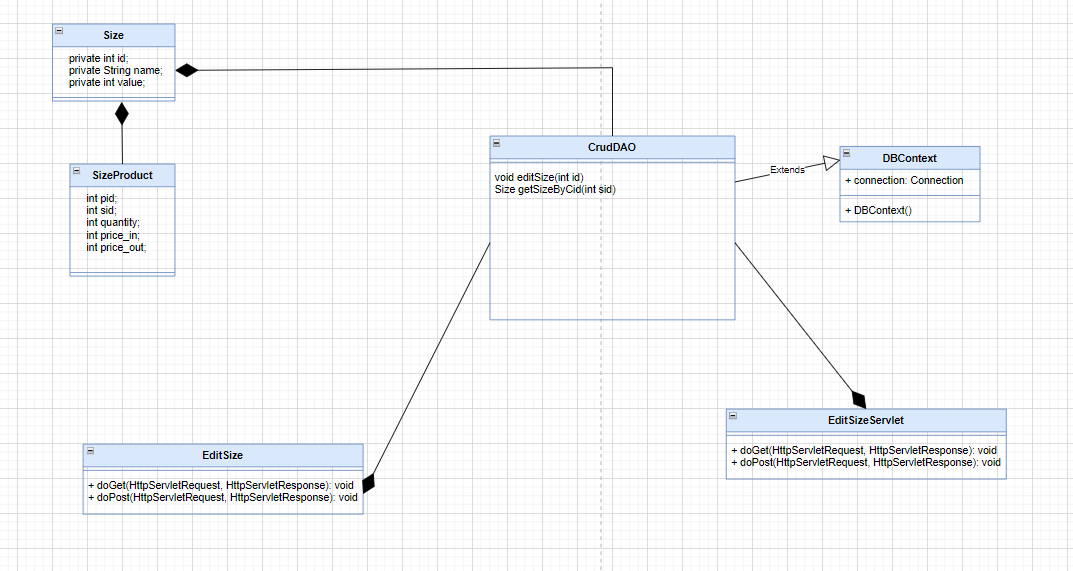 Size
private int id;
private String name;
private int value;
SizeProduct
int pid;
int sid;
int quantity;
int price_in;
int price_out;
CrudDAO
void editSize(int id)
Size getSizeByCid(int sid)
Extends
DBContext
+ connection: Connection
+ DBContext()
EditSize
+ doGet(HttpServletRequest, HttpServletResponse): void
+ doPost(HttpServletRequest, HttpServletResponse): void
EditSizeServlet
+ doGet(HttpServletRequest, HttpServletResponse): void
+ doPost(HttpServletRequest, HttpServletResponse): void